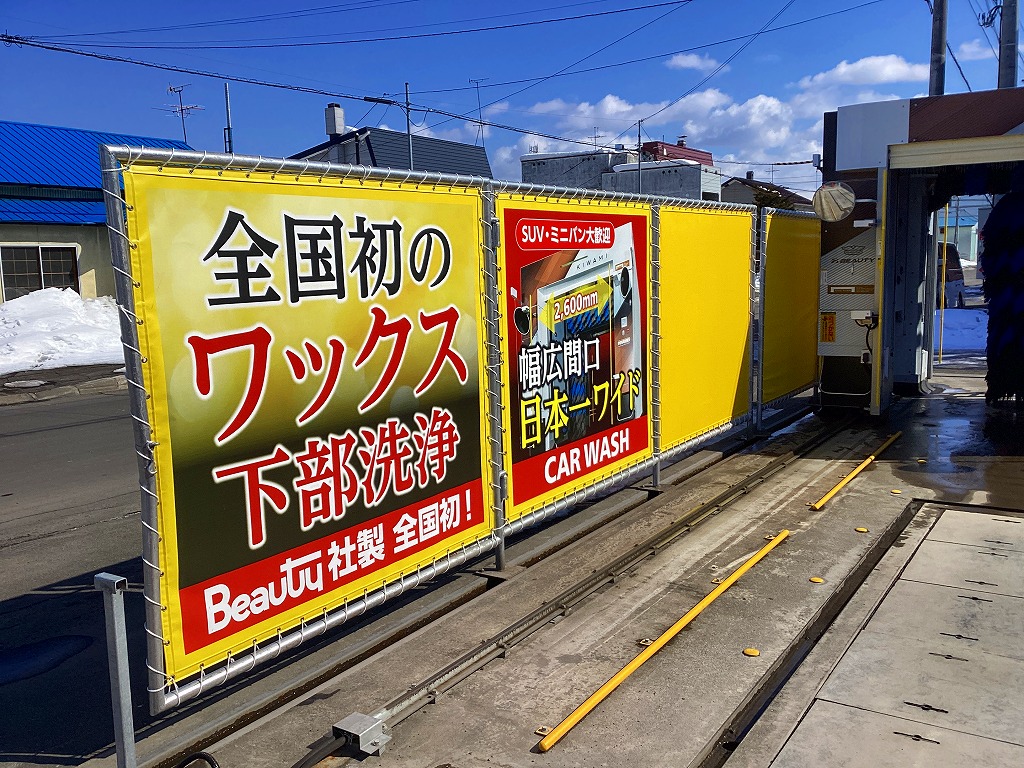 全国初の
ワックス
下部洗浄
Beauty社製 全国初！
SUV・ミニバン大歓迎
KIWAMI
2,600mm
幅広間口
日本一ワイド
CAR WASH
BEAUTY